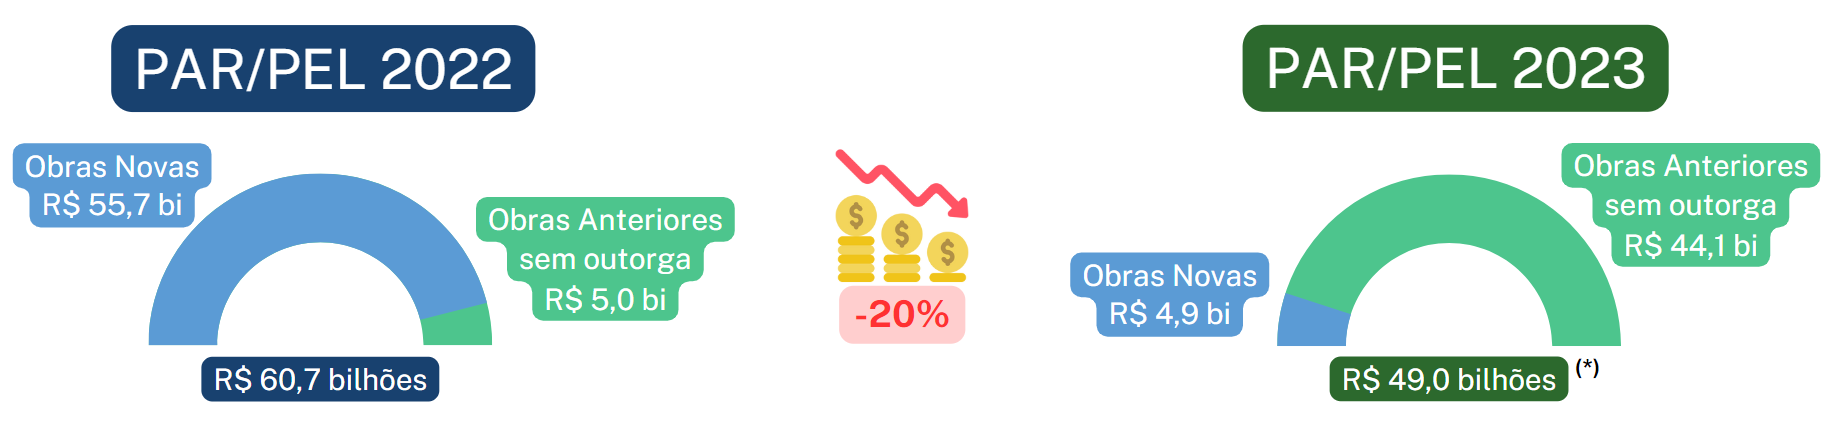 PAR/PEL 2022
Obras Novas
R$ 55,7 bi
Obras Anteriores
sem outorga
R$ 5,0 bi
R$ 60,7 bilhões
$
$
$
-20%
PAR/PEL 2023
Obras Novas
R$ 4,9 bi
Obras Anteriores
sem outorga
R$ 44,1 bi
R$ 49,0 bilhões (*)